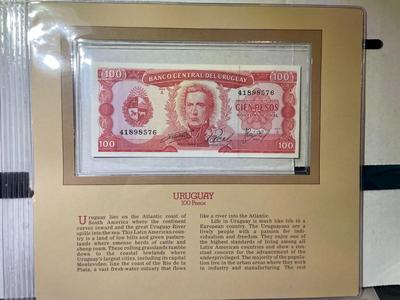 100
BANCO CENTRAL DEL URUGUAY
100
41898576
CIEN PESOS
41898576
100
100
URUGUAY
100 Pesos
Uruguay lies on the Atlantic coast of
South America where the continent
curves inward and the great Uruguay River
spills into the sea. This Latin American coun-
try is a land of low hills and green pasture-
lands where emense herds of cattle and
sheep roam. These rolling grasslands tumble
down to the coastal lowlands where
Uruguay's largest cities, including its capital
Montevideo, line the coast of the Rio de la
Plata, a vast fresh-water estuary that flows
like a river into the Atlantic.
Life in Uruguay is much like life in a
European country. The Uruguayans are a
lively people with a passion for indi-
vidualism and freedom. They enjoy one of
the highest standards of living among all
Latin American countries and show a con-
stant concern for the advancement of the
underprivileged. The majority of the popula-
tion live in the urban areas where they work
in industry and manufacturing. The cost